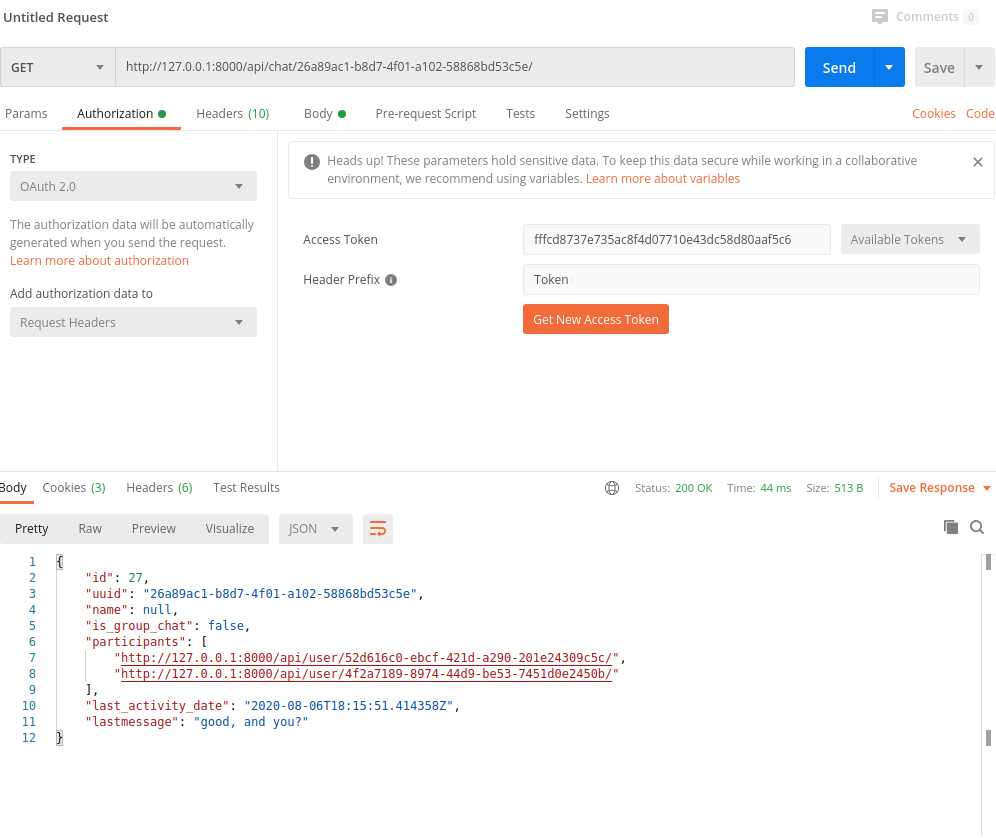 Untitled Request
Comments 0
GET http://127.0.0.1:8000/api/chat/26a89ac1-b8d7-4f01-a102-58868bd53c5e/ Send Save
Params Authorization Headers (10) Body Pre-request Script Tests Settings Cookies Code
TYPE
OAuth 2.0
The authorization data will be automatically
generated when you send the request.
Learn more about authorization
Add authorization data to
Request Headers
Heads up! These parameters hold sensitive data. To keep this data secure while working in a collaborative
environment, we recommend using variables. Learn more about variables
Access Token fffcd8737e735ac8f4d07710e43dc58d80aaf5c6 Available Tokens
Header Prefix Token
Get New Access Token
Body Cookies (3) Headers (6) Test Results Status: 200 OK Time: 44 ms Size: 513 B Save Response
Pretty Raw Preview Visualize JSON
1 {
2 "id": 27,
3 "uuid": "26a89ac1-b8d7-4f01-a102-58868bd53c5e",
4 "name": null,
5 "is_group_chat": false,
6 "participants": [
7 "http://127.0.0.1:8000/api/user/52d616c0-ebcf-421d-a290-201e24309c5c/",
8 "http://127.0.0.1:8000/api/user/4f2a7189-8974-44d9-be53-7451d0e2450b/"
9 ],
10 "last_activity_date": "2020-08-06T18:15:51.414358Z",
11 "lastmessage": "good, and you?"
12 }